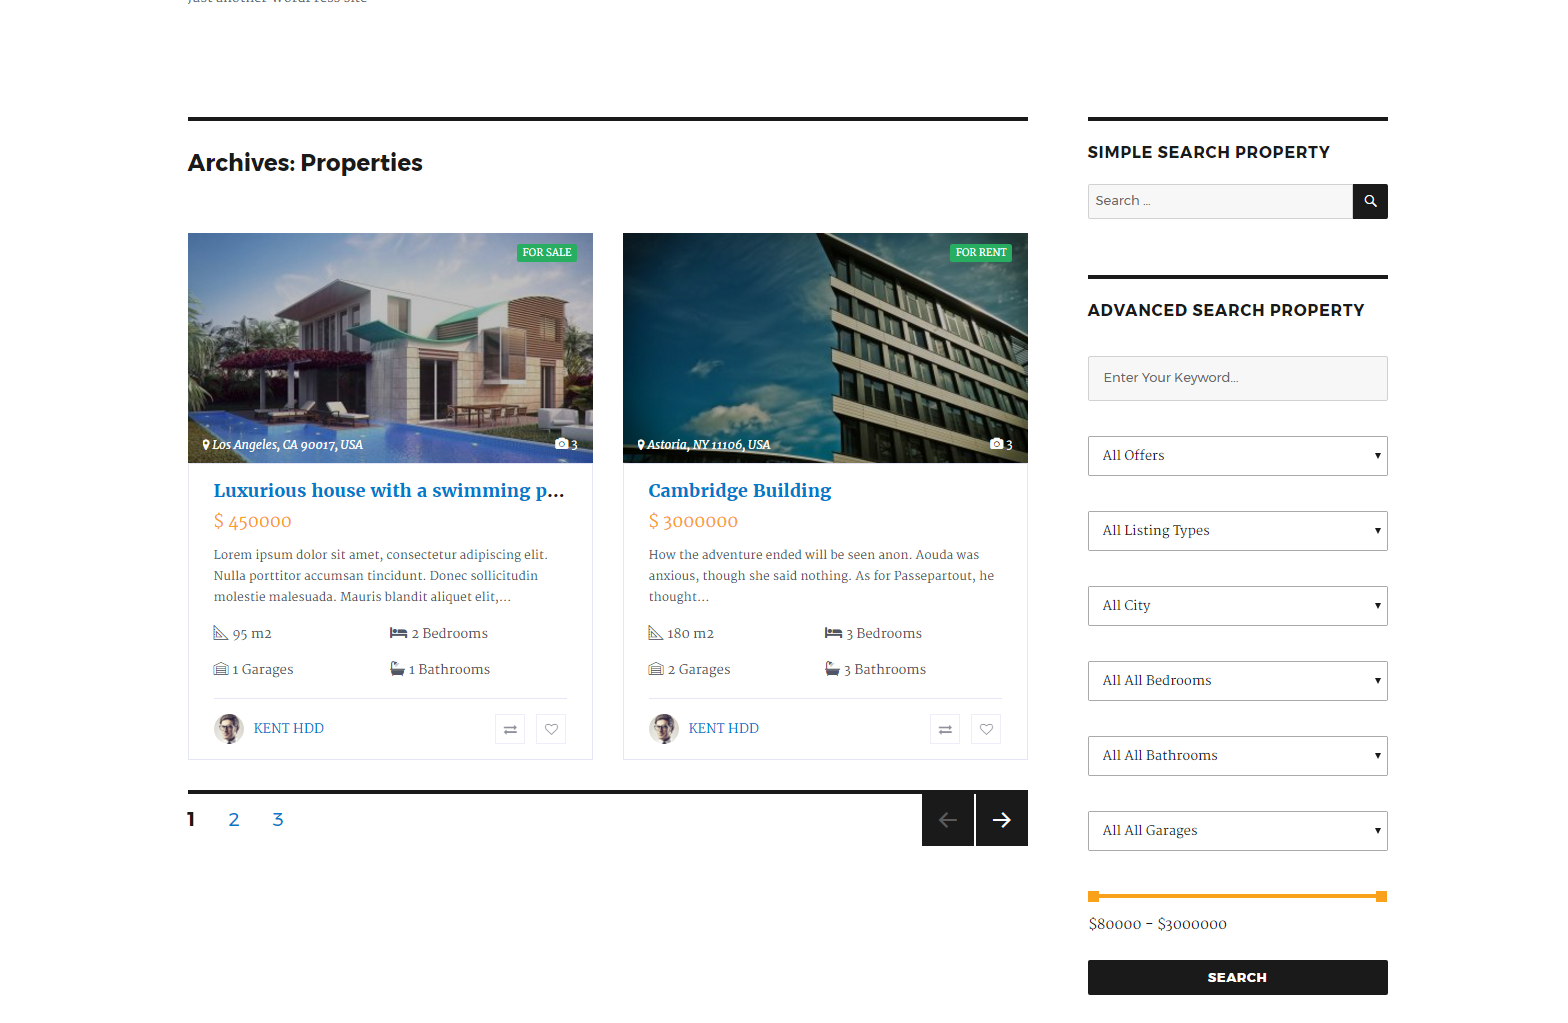 Just another WordPress site
Archives: Properties
FOR SALE
Los Angeles, CA 90017, USA
3
Luxurious house with a swimming p...
$ 450000
Lorem ipsum dolor sit amet, consectetur adipiscing elit.
Nulla porttitor accumsan tincidunt. Donec sollicitudin
molestie malesuada. Mauris blandit aliquet elit,...
95 m2
2 Bedrooms
1 Garages
1 Bathrooms
KENT HDD
FOR RENT
Astoria, NY 11106, USA
3
Cambridge Building
$ 3000000
How the adventure ended will be seen anon. Aouda was
anxious, though she said nothing. As for Passepartout, he
thought...
180 m2
3 Bedrooms
2 Garages
3 Bathrooms
KENT HDD
1 2 3
SIMPLE SEARCH PROPERTY
Search ...
ADVANCED SEARCH PROPERTY
Enter Your Keyword...
All Offers
All Listing Types
All City
All All Bedrooms
All All Bathrooms
All All Garages
$80000 - $3000000
SEARCH